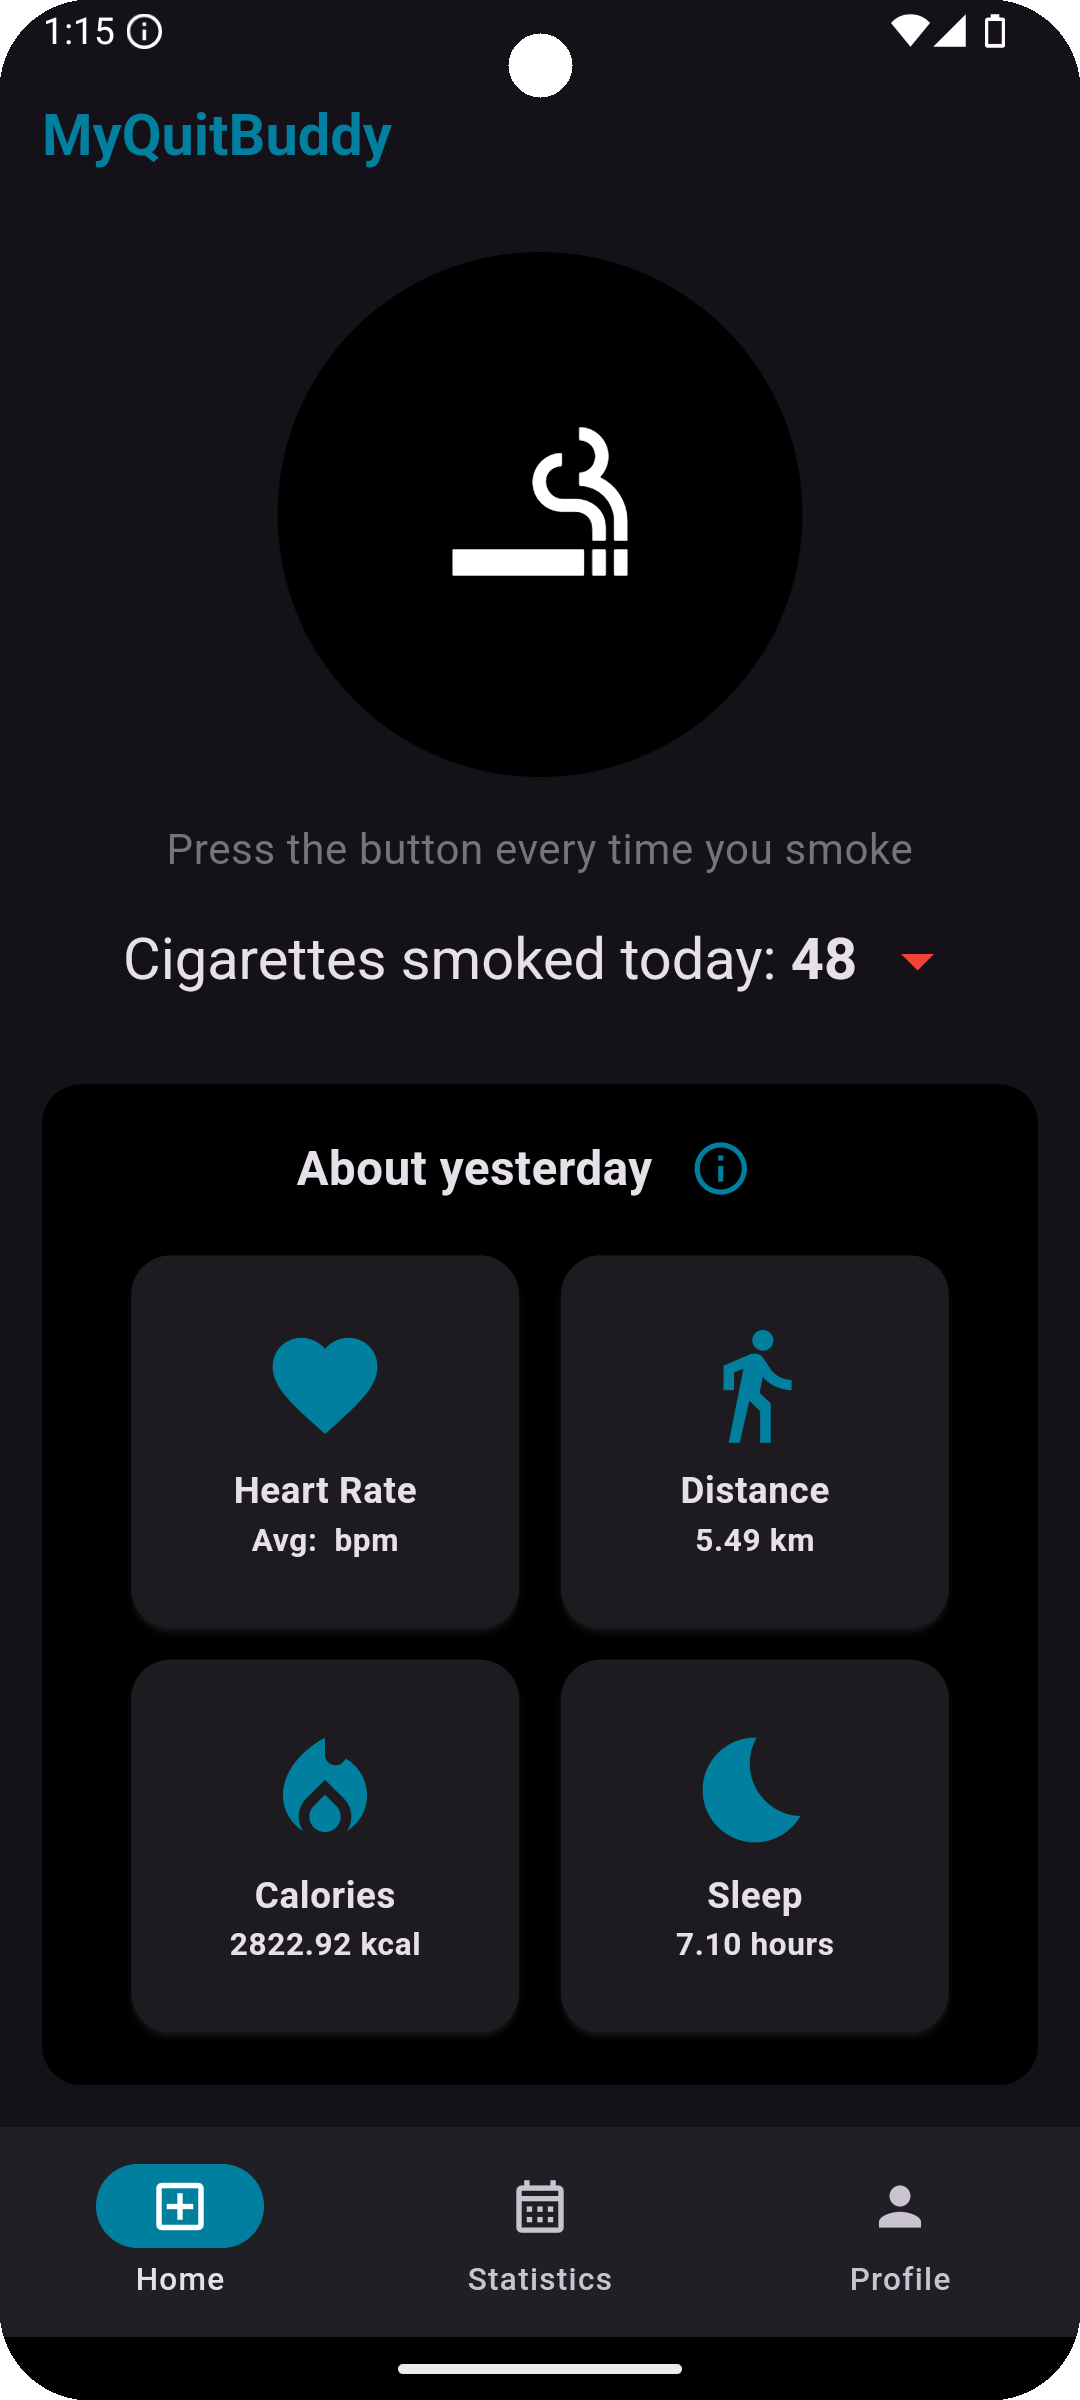 1:15
MyQuitBuddy
Press the button every time you smoke
Cigarettes smoked today: 48
About yesterday
Heart Rate
Avg:  bpm
Distance
5.49 km
Calories
2822.92 kcal
Sleep
7.10 hours
Home
Statistics
Profile